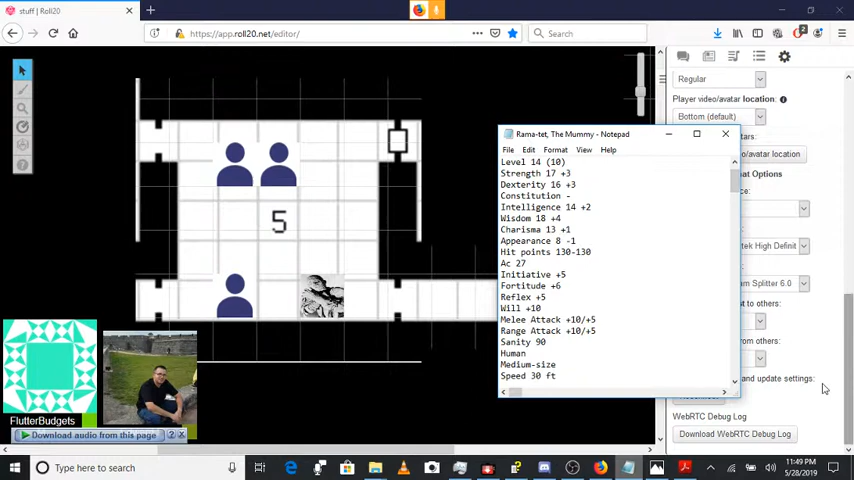 stuff | Roll20
https://app.roll20.net/editor/
Search
Regular
Player video/avatar location:
Bottom (default)
5
Rama-tet, The Mummy - Notepad
File Edit Format View Help
Level 14 (10)
Strength 17 +3
Dexterity 16 +3
Constitution -
Intelligence 14 +2
Wisdom 18 +4
Charisma 13 +1
Appearance 8 -1
Hit points 130-130
Ac 27
Initiative +5
Fortitude +6
Reflex +5
Will +10
Melee Attack +10/+5
Range Attack +10/+5
Sanity 90
Human
Medium-size
Speed 30 ft
tars:
o/avatar location
at Options
tek High Definit
am Splitter 6.0
t to others:
from others:
and update settings:
WebRTC Debug Log
Download WebRTC Debug Log
FlutterBudgets
Download audio from this page
? X
Type here to search
11:49 PM
5/28/2019